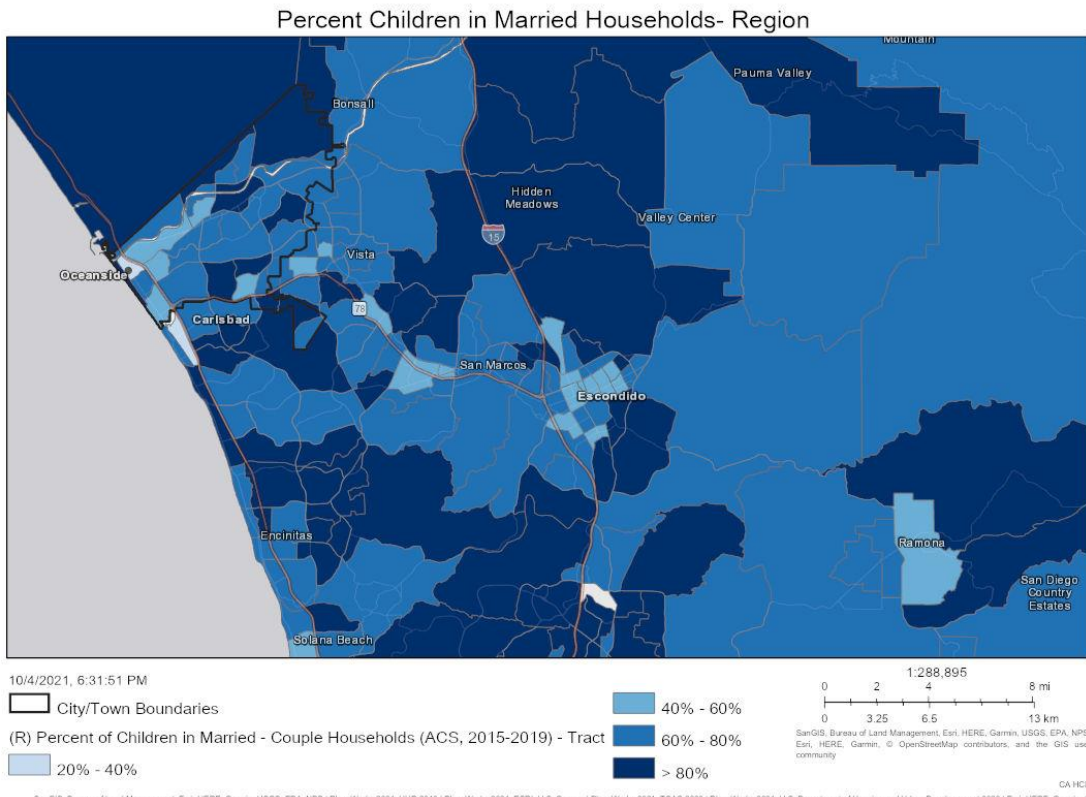 Percent Children in Married Households- Region
Mountain
Pauma Valley
Bonsall
Hidden
Meadows
Valley Center
15
Vista
Oceanside
Carlsbad
78
San Marcos
Escondido
Encinitas
Ramona
San Diego
Country
Estates
Solana Beach
10/4/2021, 6:31:51 PM
City/Town Boundaries
(R) Percent of Children in Married - Couple Households (ACS, 2015-2019) - Tract
20% - 40%
40% - 60%
60% - 80%
> 80%
1:288,895
0 2 4 8 mi
0 3.25 6.5 13 km
SanGIS, Bureau of Land Management, Esri, HERE, Garmin, USGS, EPA, NPS
Esri, HERE, Garmin, © OpenStreetMap contributors, and the GIS user
community
CA HCD